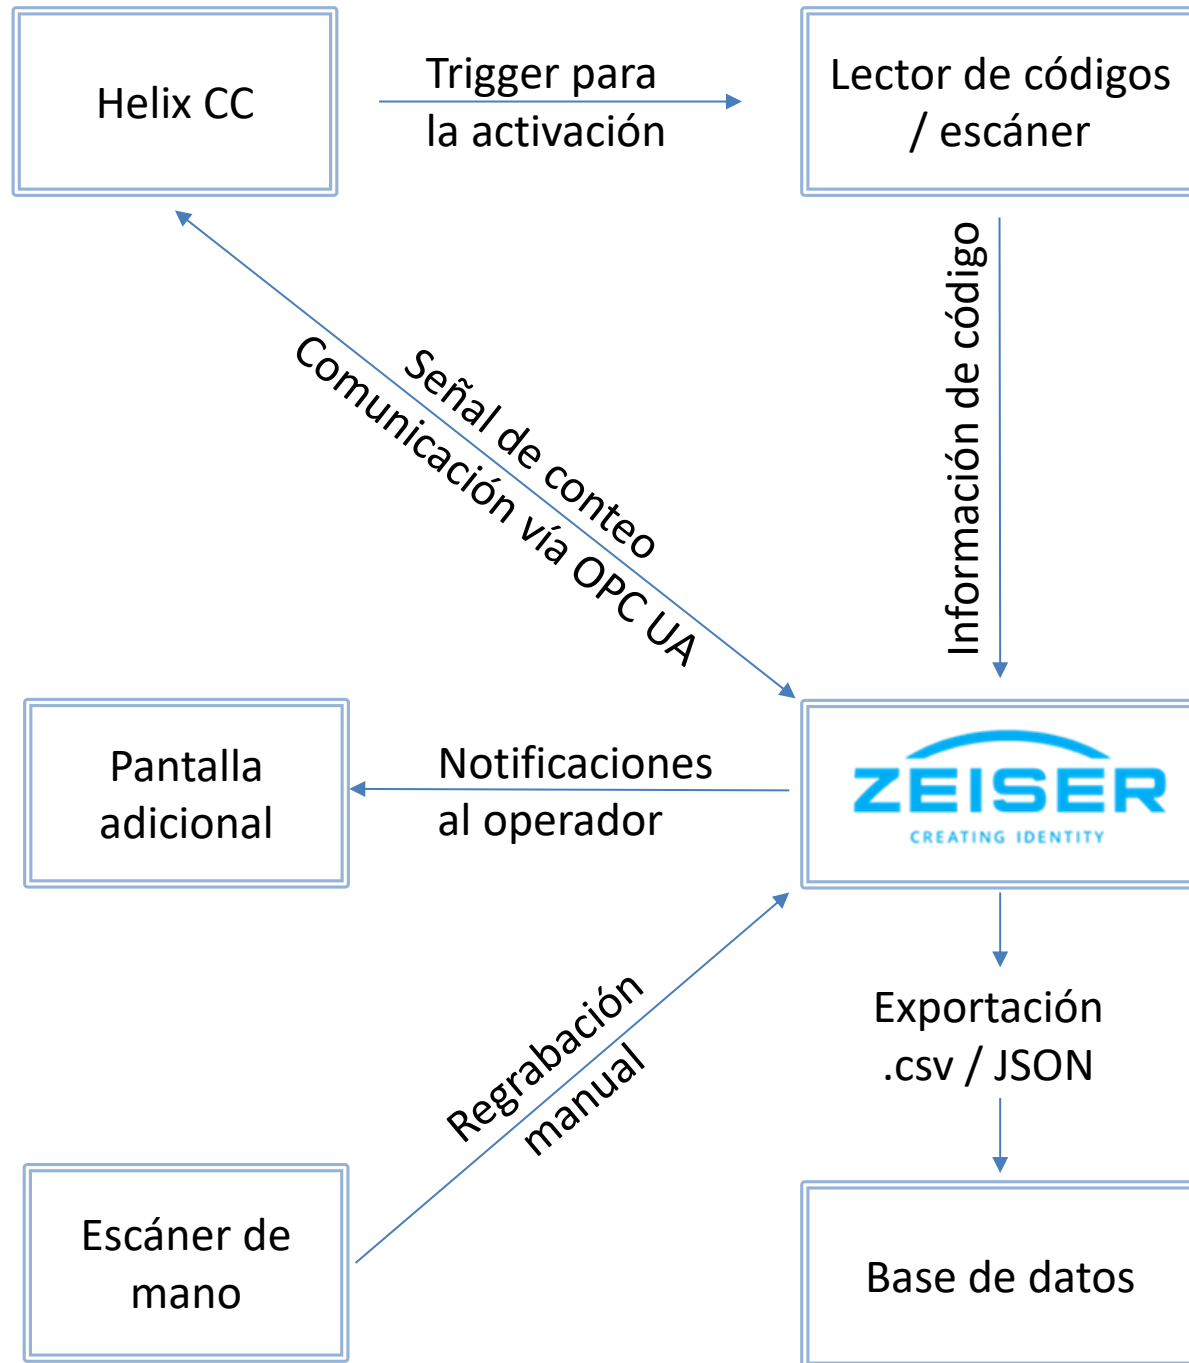 Helix CC
Trigger para
la activación
Lector de códigos
/ escáner
Información de código
Señal de conteo
Comunicación vía OPC UA
Pantalla
adicional
Notificaciones
al operador
ZEISER
CREATING IDENTITY
Regrabación
manual
Exportación
.csv / JSON
Escáner de
mano
Base de datos